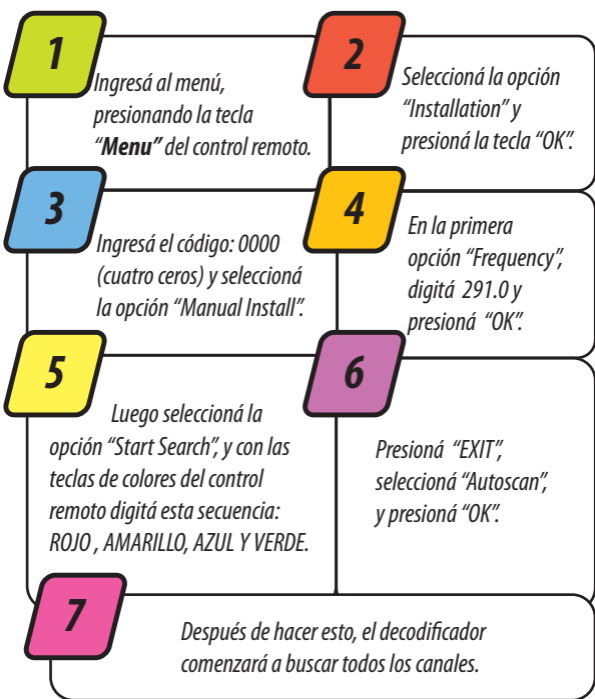 1
Ingresá al menú,
presionando la tecla
“Menu” del control remoto.
2
Seleccioná la opción
“Installation” y
presioná la tecla “OK”.
3
Ingresá el código: 0000
(cuatro ceros) y seleccioná
la opción “Manual Install”.
4
En la primera
opción “Frequency”,
digitá 291.0 y
presioná “OK”.
5
Luego seleccioná la
opción “Start Search”, y con las
teclas de colores del control
remoto digitá esta secuencia:
ROJO , AMARILLO, AZUL Y VERDE.
6
Presioná “EXIT”,
seleccioná “Autoscan”,
y presioná “OK”.
7
Después de hacer esto, el decodificador
comenzará a buscar todos los canales.